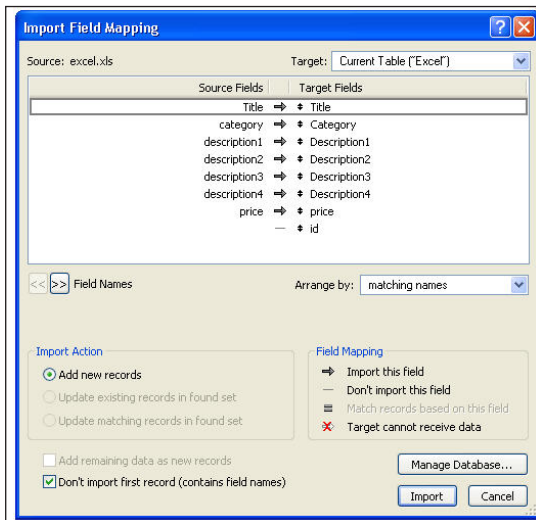 Import Field Mapping
Source: excel.xls Target: Current Table ("Excel")
Source Fields Target Fields
Title Title
category Category
description1 Description1
description2 Description2
description3 Description3
description4 Description4
price price
id
<< >> Field Names Arrange by: matching names
Import Action Field Mapping
Add new records Import this field
Update existing records in found set Don't import this field
Update matching records in found set Match records based on this field
Target cannot receive data
Add remaining data as new records Manage Database...
Don't import first record (contains field names)
Import Cancel